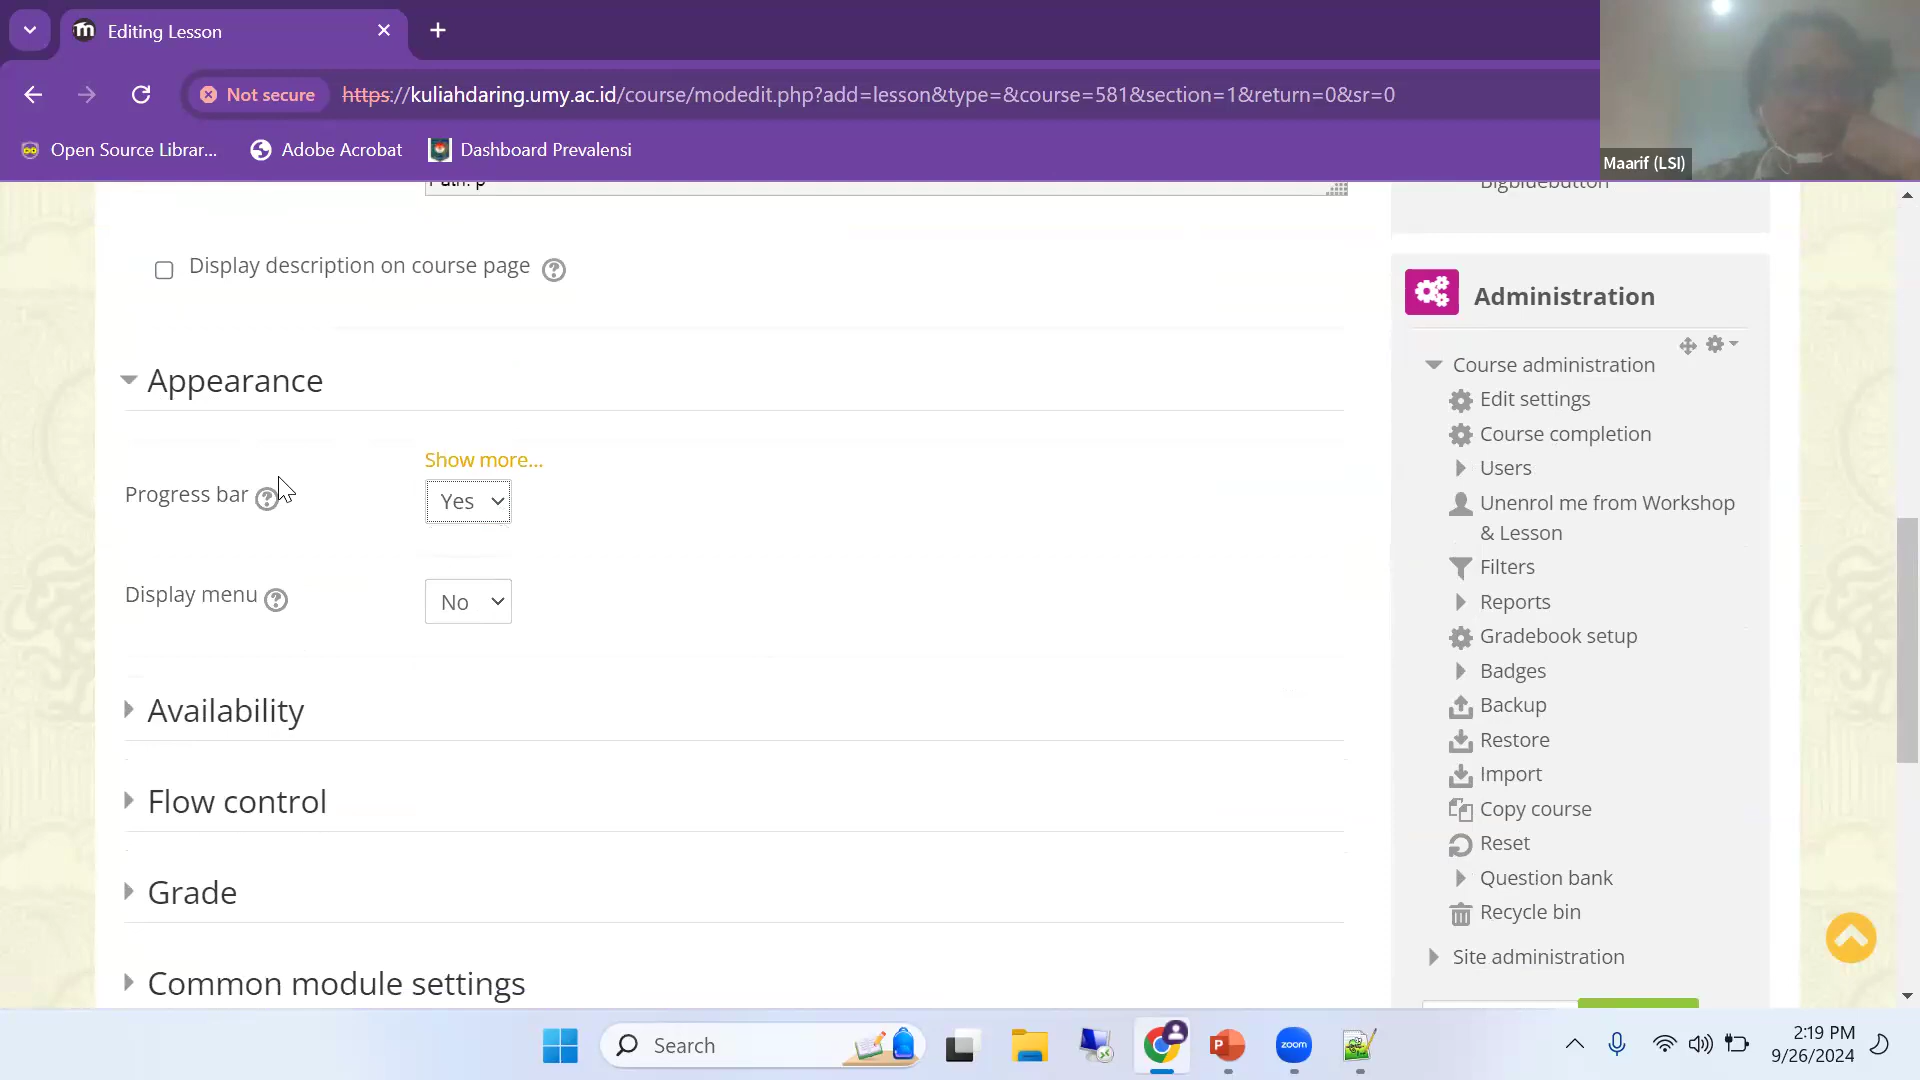 Editing Lesson
Not secure
https://kuliahdaring.umy.ac.id/course/modedit.php?add=lesson&type=&course=581&section=1&return=0&sr=0
Open Source Librar...
Adobe Acrobat
Dashboard Prevalensi
Maarif (LSI)
Path: p
Bigbluebutton
Display description on course page
Appearance
Show more...
Progress bar
Yes
Display menu
No
Availability
Flow control
Grade
Common module settings
Administration
Course administration
Edit settings
Course completion
Users
Unenrol me from Workshop
& Lesson
Filters
Reports
Gradebook setup
Badges
Backup
Restore
Import
Copy course
Reset
Question bank
Recycle bin
Site administration
Search
zoom
2:19 PM
9/26/2024